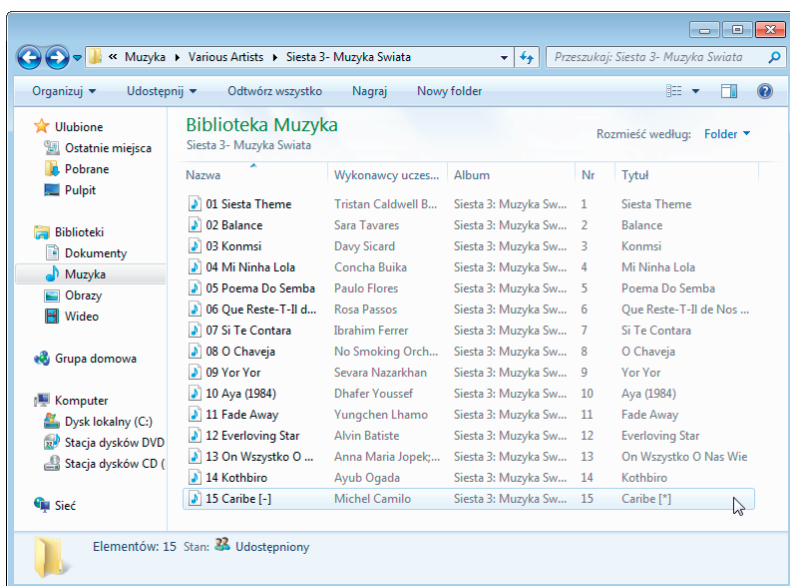 « Muzyka ▸ Various Artists ▸ Siesta 3- Muzyka Swiata Przeszukaj: Siesta 3- Muzyka Swiata
Organizuj Udostępnij Odtwórz wszystko Nagraj Nowy folder
Ulubione
Ostatnie miejsca
Pobrane
Pulpit
Biblioteki
Dokumenty
Muzyka
Obrazy
Wideo
Grupa domowa
Komputer
Dysk lokalny (C:)
Stacja dysków DVD
Stacja dysków CD (
Sieć
Biblioteka Muzyka
Siesta 3- Muzyka Swiata
Rozmieść według: Folder
Nazwa Wykonawcy uczes... Album Nr Tytuł
01 Siesta Theme Tristan Caldwell B... Siesta 3: Muzyka Sw... 1 Siesta Theme
02 Balance Sara Tavares Siesta 3: Muzyka Sw... 2 Balance
03 Konmsi Davy Sicard Siesta 3: Muzyka Sw... 3 Konmsi
04 Mi Ninha Lola Concha Buika Siesta 3: Muzyka Sw... 4 Mi Ninha Lola
05 Poema Do Semba Paulo Flores Siesta 3: Muzyka Sw... 5 Poema Do Semba
06 Que Reste-T-Il d... Rosa Passos Siesta 3: Muzyka Sw... 6 Que Reste-T-Il de Nos ...
07 Si Te Contara Ibrahim Ferrer Siesta 3: Muzyka Sw... 7 Si Te Contara
08 O Chaveja No Smoking Orch... Siesta 3: Muzyka Sw... 8 O Chaveja
09 Yor Yor Sevara Nazarkhan Siesta 3: Muzyka Sw... 9 Yor Yor
10 Aya (1984) Dhafer Youssef Siesta 3: Muzyka Sw... 10 Aya (1984)
11 Fade Away Yungchen Lhamo Siesta 3: Muzyka Sw... 11 Fade Away
12 Everloving Star Alvin Batiste Siesta 3: Muzyka Sw... 12 Everloving Star
13 On Wszystko O ... Anna Maria Jopek;... Siesta 3: Muzyka Sw... 13 On Wszystko O Nas Wie
14 Kothbiro Ayub Ogada Siesta 3: Muzyka Sw... 14 Kothbiro
15 Caribe [-] Michel Camilo Siesta 3: Muzyka Sw... 15 Caribe [*]
Elementów: 15 Stan: Udostępniony